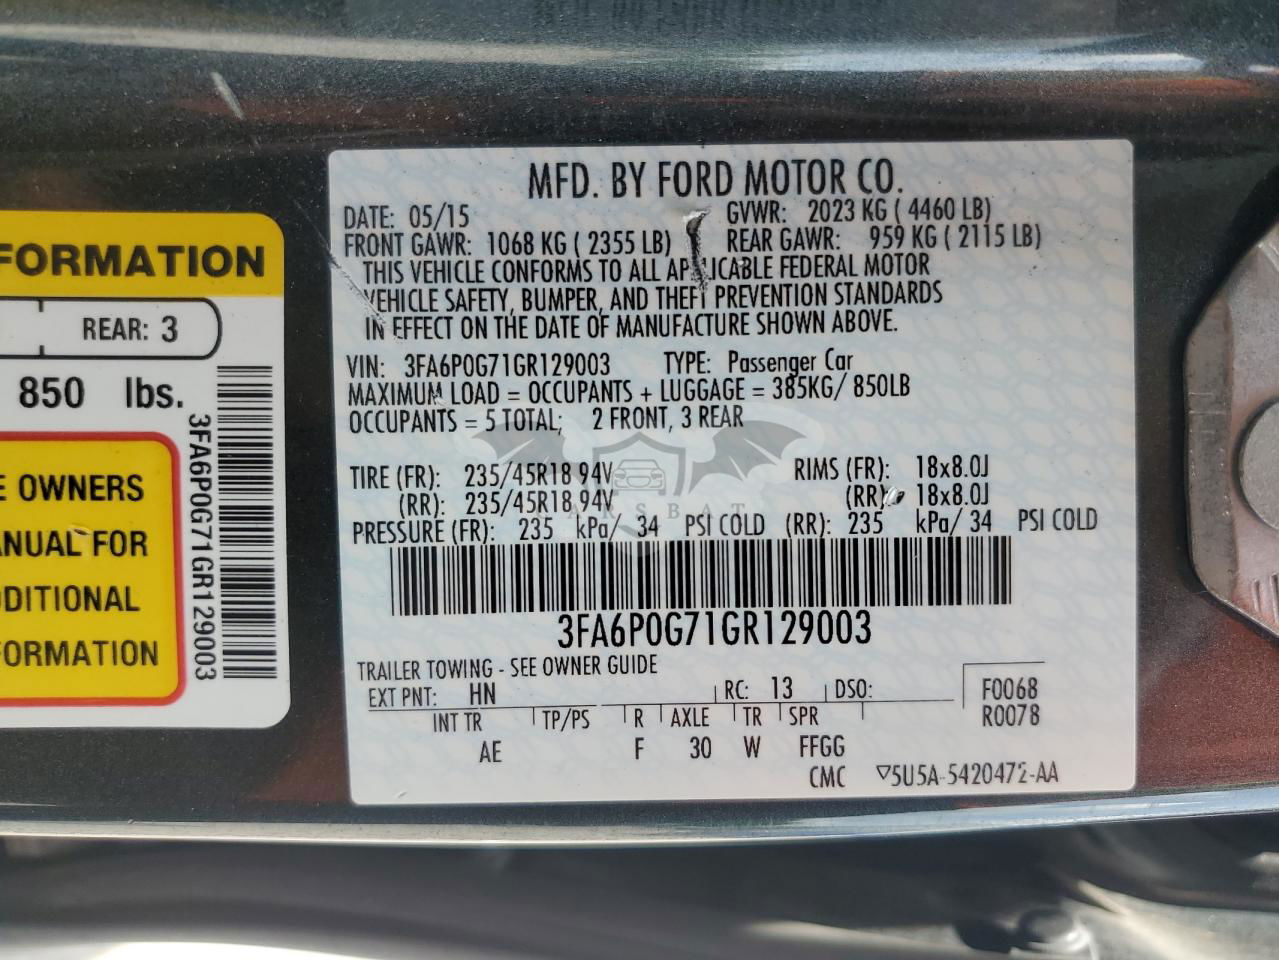 FORMATION
REAR: 3
850 lbs.
OWNERS
FOR
3FA6P0G71GR129003
MFD. BY FORD MOTOR CO.
DATE: 05/15 GVWR: 2023 KG ( 4460 LB)
FRONT GAWR: 1068 KG ( 2355 LB) REAR GAWR: 959 KG ( 2115 LB)
THIS VEHICLE CONFORMS TO ALL APPLICABLE FEDERAL MOTOR
VEHICLE SAFETY, BUMPER, AND THEFT PREVENTION STANDARDS
IN EFFECT ON THE DATE OF MANUFACTURE SHOWN ABOVE.
VIN: 3FA6P0G71GR129003 TYPE: Passenger Car
MAXIMUM LOAD = OCCUPANTS + LUGGAGE = 385KG/ 850LB
OCCUPANTS = 5 TOTAL; 2 FRONT, 3 REAR
TIRE (FR): 235/45R18 94V RIMS (FR): 18x8.0J
(RR): 235/45R18 94V (RR): 18x8.0J
KARSBAT
PRESSURE (FR): 235 kPa/ 34 PSI COLD (RR): 235 kPa/ 34 PSI COLD
3FA6P0G71GR129003
TRAILER TOWING - SEE OWNER GUIDE
EXT PNT: HN RC: 13 DSO: F0068
INT TR TP/PS R AXLE TR SPR R0078
AE F 30 W FFGG
CMC ▽5U5A-5420472-AA